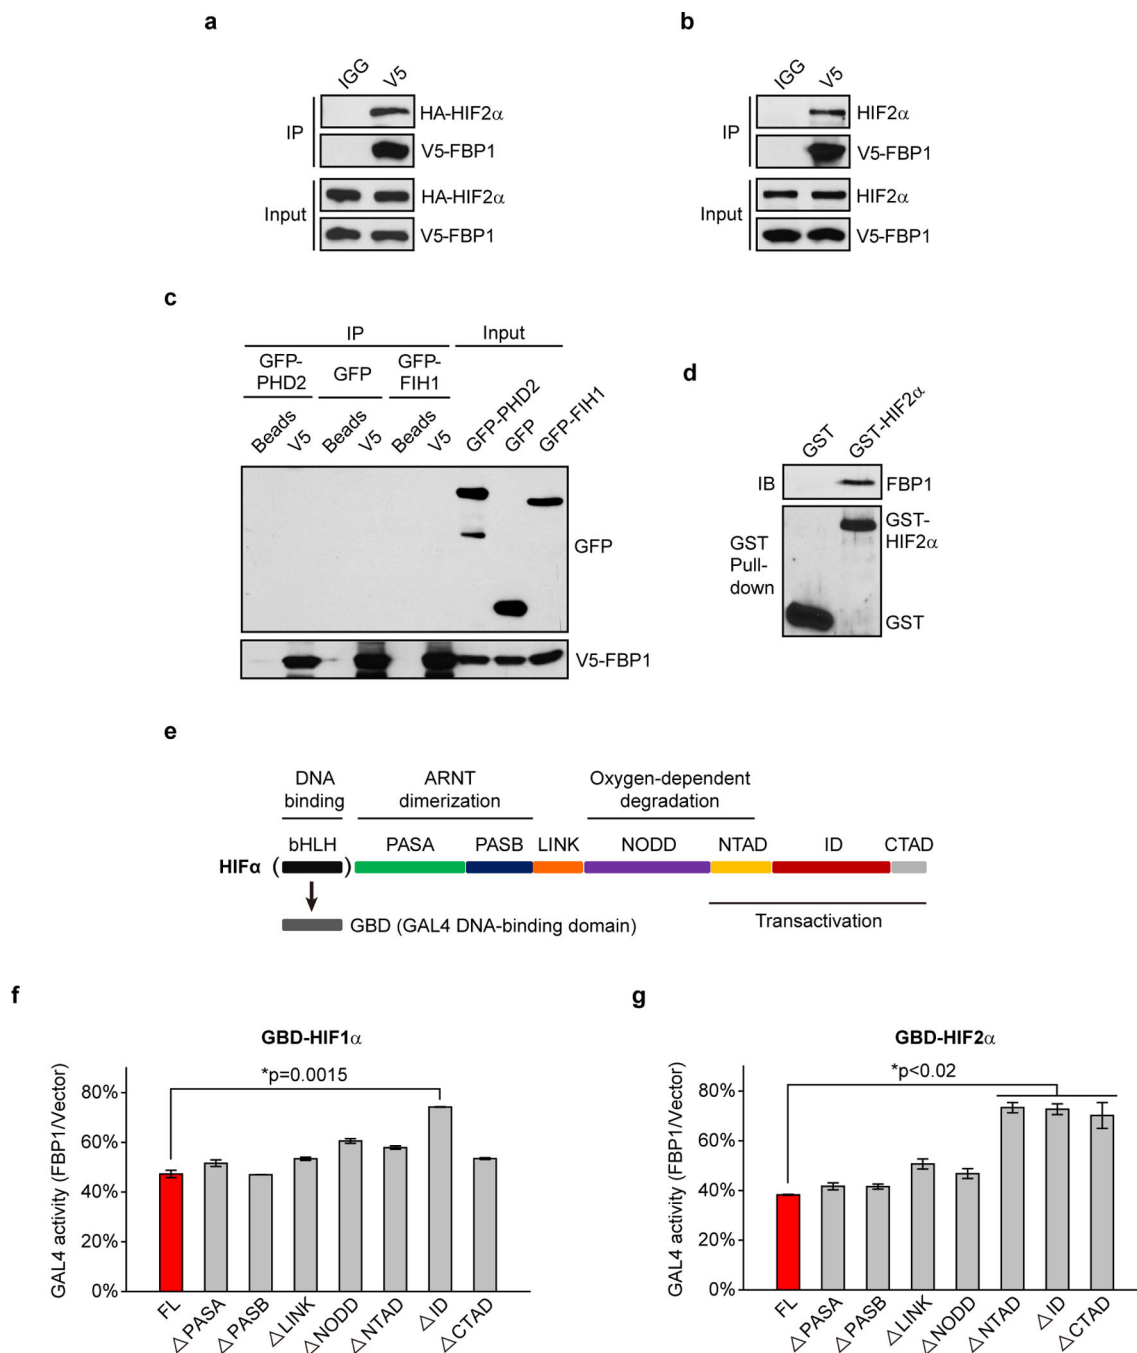 a
IGG V5
IP
HA-HIF2α
V5-FBP1
Input
HA-HIF2α
V5-FBP1
b
IGG V5
IP
HIF2α
V5-FBP1
Input
HIF2α
V5-FBP1
c
IP Input
GFP- GFP GFP-
PHD2 FIH1
Beads V5 Beads V5 Beads V5 GFP-PHD2 GFP GFP-FIH1
GFP
V5-FBP1
d
GST GST-HIF2α
IB FBP1
GST
Pull-
down
GST-
HIF2α
GST
e
DNA
binding
ARNT
dimerization
Oxygen-dependent
degradation
HIFα ( bHLH ) PASA PASB LINK NODD NTAD ID CTAD
GBD (GAL4 DNA-binding domain)
Transactivation
f
GBD-HIF1α
*p=0.0015
GAL4 activity (FBP1/Vector)
80%
60%
40%
20%
0%
FL △PASA △PASB △LINK △NODD △NTAD △ID △CTAD
g
GBD-HIF2α
*p<0.02
GAL4 activity (FBP1/Vector)
80%
60%
40%
20%
0%
FL △PASA △PASB △LINK △NODD △NTAD △ID △CTAD